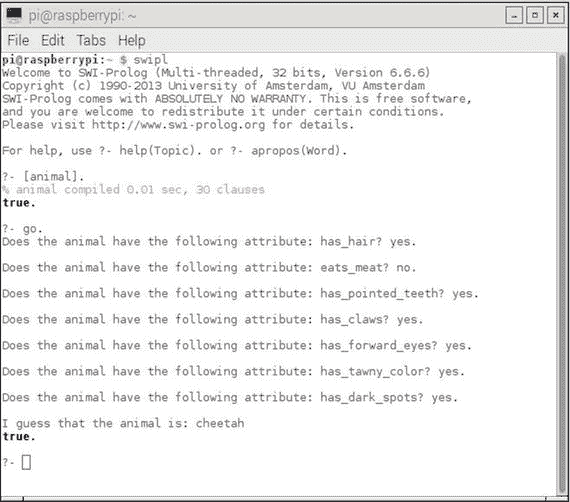 pi@raspberrypi: ~
File Edit Tabs Help
pi@raspberrypi:~ $ swipl
Welcome to SWI-Prolog (Multi-threaded, 32 bits, Version 6.6.6)
Copyright (c) 1990-2013 University of Amsterdam, VU Amsterdam
SWI-Prolog comes with ABSOLUTELY NO WARRANTY. This is free software,
and you are welcome to redistribute it under certain conditions.
Please visit http://www.swi-prolog.org for details.
For help, use ?- help(Topic). or ?- apropos(Word).
?- [animal].
% animal compiled 0.01 sec, 30 clauses
true.
?- go.
Does the animal have the following attribute: has_hair? yes.
Does the animal have the following attribute: eats_meat? no.
Does the animal have the following attribute: has_pointed_teeth? yes.
Does the animal have the following attribute: has_claws? yes.
Does the animal have the following attribute: has_forward_eyes? yes.
Does the animal have the following attribute: has_tawny_color? yes.
Does the animal have the following attribute: has_dark_spots? yes.
I guess that the animal is: cheetah
true.
?-